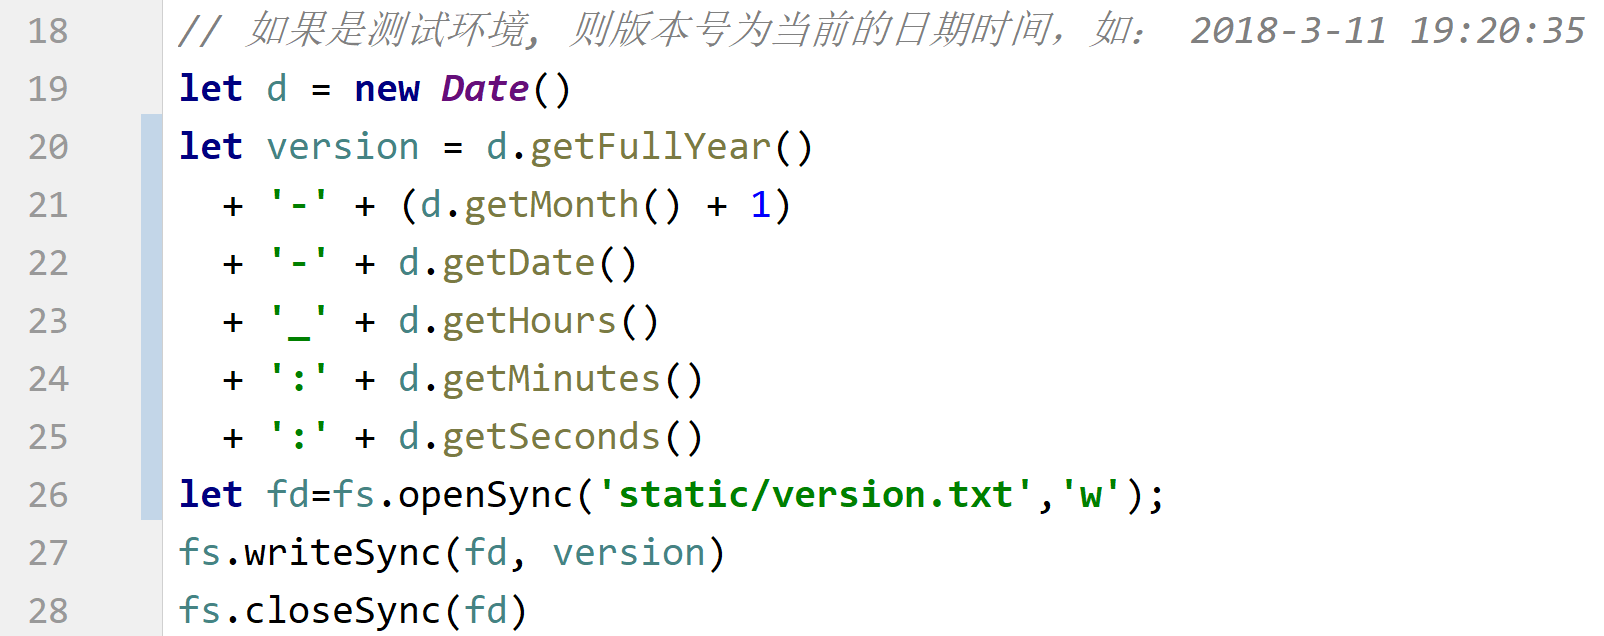 18 // 如果是测试环境, 则版本号为当前的日期时间，如： 2018-3-11 19:20:35
19 let d = new Date()
20 let version = d.getFullYear()
21 + '-' + (d.getMonth() + 1)
22 + '-' + d.getDate()
23 + '_' + d.getHours()
24 + ':' + d.getMinutes()
25 + ':' + d.getSeconds()
26 let fd=fs.openSync('static/version.txt','w');
27 fs.writeSync(fd, version)
28 fs.closeSync(fd)